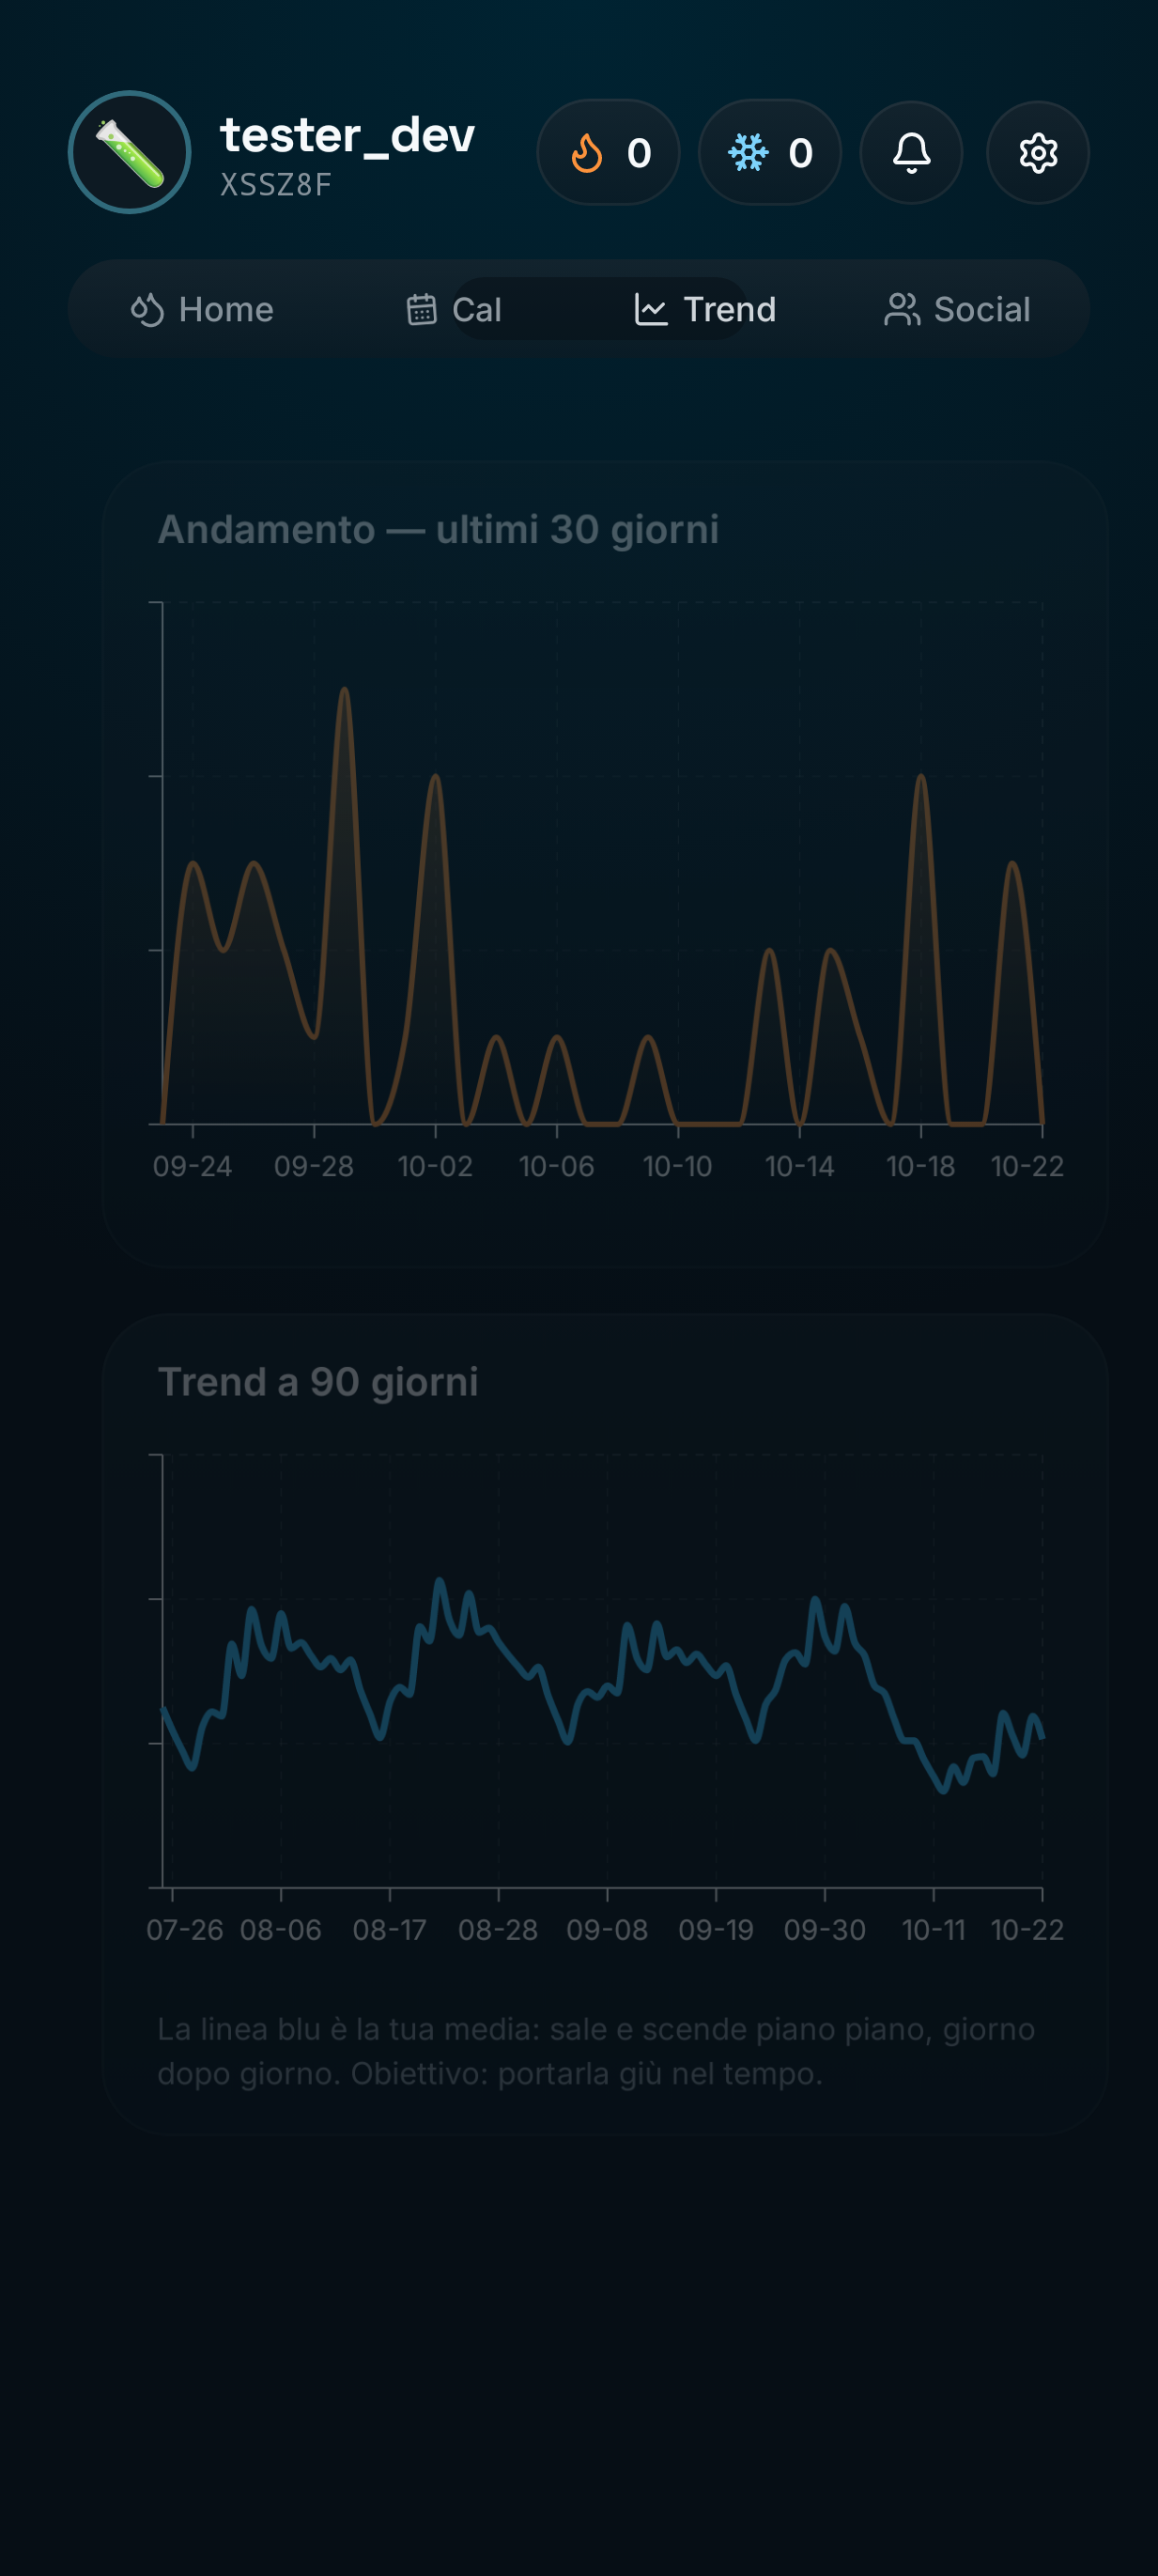 tester_dev
XSSZ8F
0
0
Home
Cal
Trend
Social
Andamento — ultimi 30 giorni
09-24 09-28 10-02 10-06 10-10 10-14 10-18 10-22
Trend a 90 giorni
07-26 08-06 08-17 08-28 09-08 09-19 09-30 10-11 10-22
La linea blu è la tua media: sale e scende piano piano, giorno
dopo giorno. Obiettivo: portarla giù nel tempo.